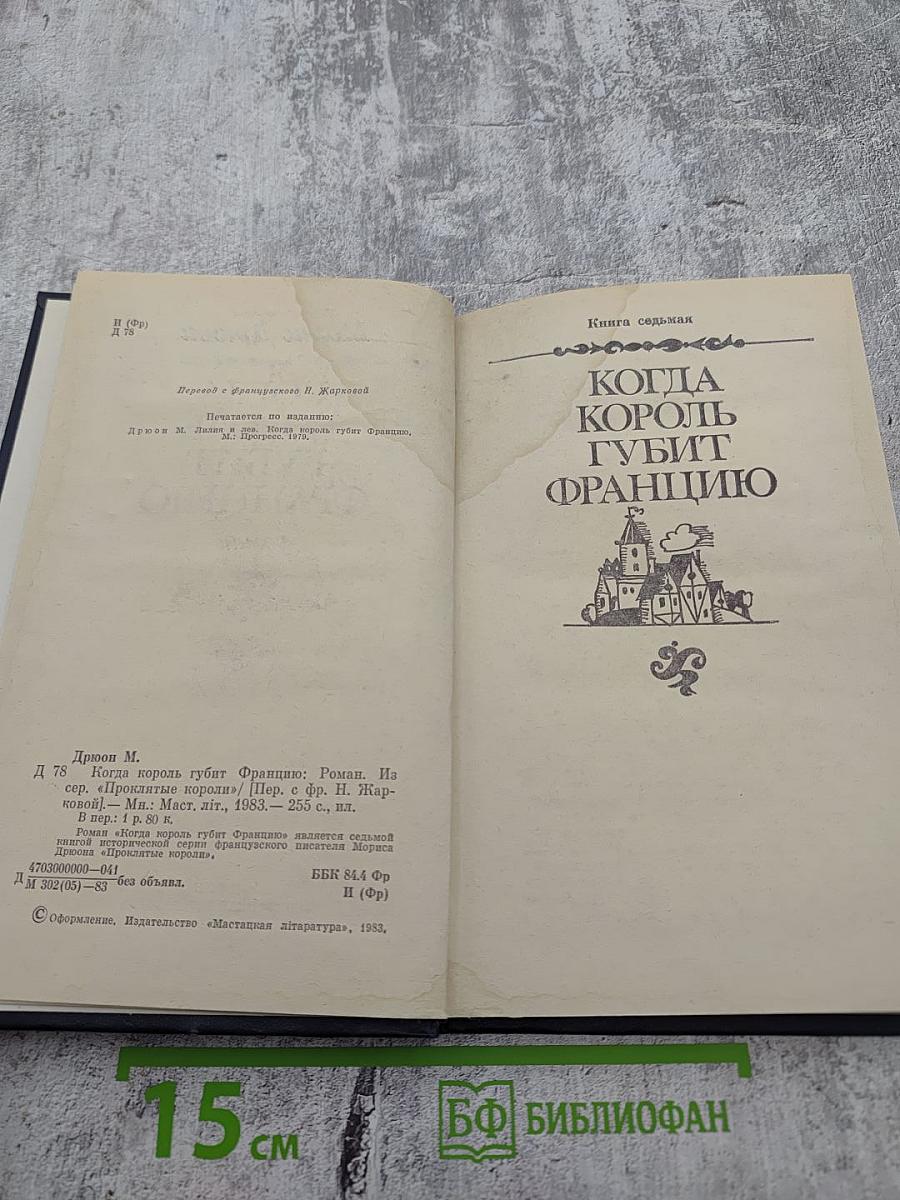 И (Фр)
Д 78
Перевод с французского Н. Жарковой
Печатается по изданию:
Дрюон М. Лилия и лев. Когда король губит Францию.
М.: Прогресс. 1979.
Дрюон М.
Д 78 Когда король губит Францию: Роман. Из
сер. «Проклятые короли»/ [Пер. с фр. Н. Жар-
ковой].— Мн.: Маст. літ., 1983.— 255 с., ил.
В пер.: 1 р. 80 к.
Роман «Когда король губит Францию» является седьмой
книгой исторической серии французского писателя Мориса
Дрюона «Проклятые короли».
Д 4703000000—041
М 302(05)—83 без объявл.
ББК 84.4 Фр
И (Фр)
© Оформление. Издательство «Мастацкая літаратура», 1983.
Книга седьмая
КОГДА
КОРОЛЬ
ГУБИТ
ФРАНЦИЮ
15 см
БФ БИБЛИОФАН